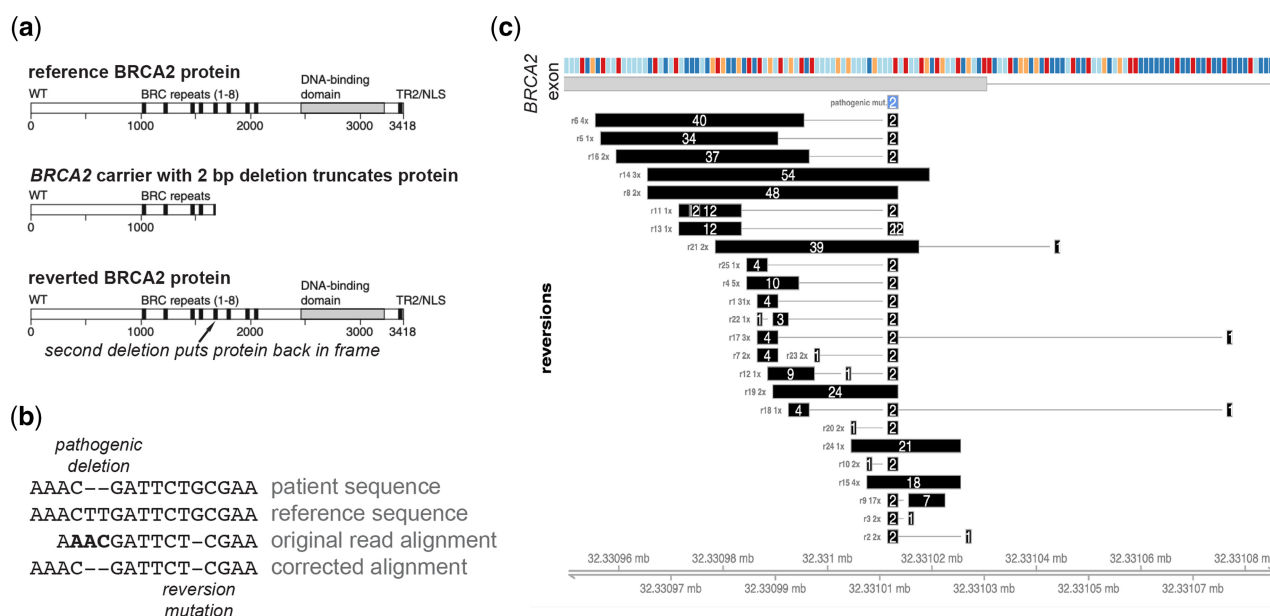 (a)
reference BRCA2 protein
WT BRC repeats (1-8) DNA-binding domain TR2/NLS
0 1000 2000 3000 3418
BRCA2 carrier with 2 bp deletion truncates protein
WT BRC repeats
0 1000
reverted BRCA2 protein
WT BRC repeats (1-8) DNA-binding domain TR2/NLS
0 1000 2000 3000 3418
second deletion puts protein back in frame
(b)
pathogenic
deletion
AAAC--GATTCTGCGAA patient sequence
AAACTTGATTCTGCGAA reference sequence
AAACGATTCT-CGAA original read alignment
AAAC--GATTCT-CGAA corrected alignment
reversion
mutation
(c)
BRCA2
exon
reversions
pathogenic mut. 2
r6 4x 40 2
r5 1x 34 2
r16 2x 37 2
r14 3x 54
r8 2x 48
r11 1x 2 12 2
r13 1x 12 2 2
r21 2x 39 1
r25 1x 4 2
r4 5x 10 2
r1 31x 4 2
r22 1x 1 3 2
r17 3x 4 2 1
r7 2x 4 r23 2x 1 2
r12 1x 9 1 2
r19 2x 24
r18 1x 4 2 1
r20 2x 1 2
r24 1x 21
r10 2x 1 2
r15 4x 18
r9 17x 2 7
r3 2x 2 1
r2 2x 2 1
32.33096 mb 32.33098 mb 32.331 mb 32.33102 mb 32.33104 mb 32.33106 mb 32.33108 m
32.33097 mb 32.33099 mb 32.33101 mb 32.33103 mb 32.33105 mb 32.33107 mb